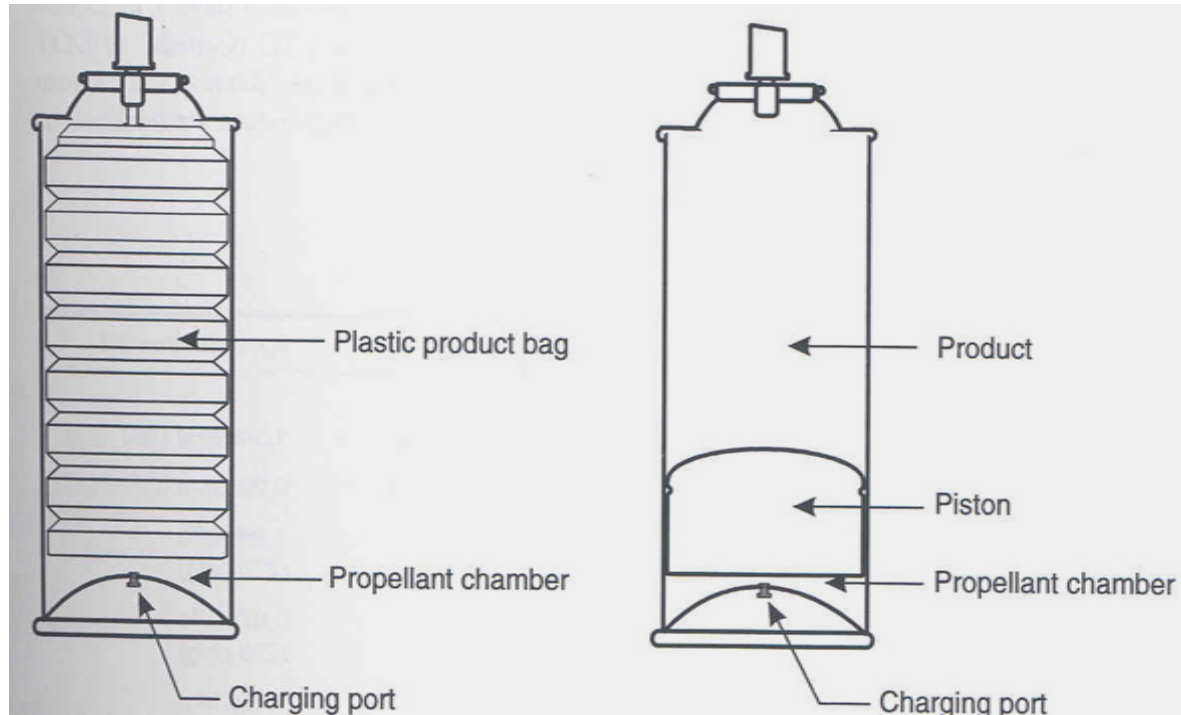 Plastic product bag
Propellant chamber
Charging port
Product
Piston
Propellant chamber
Charging port